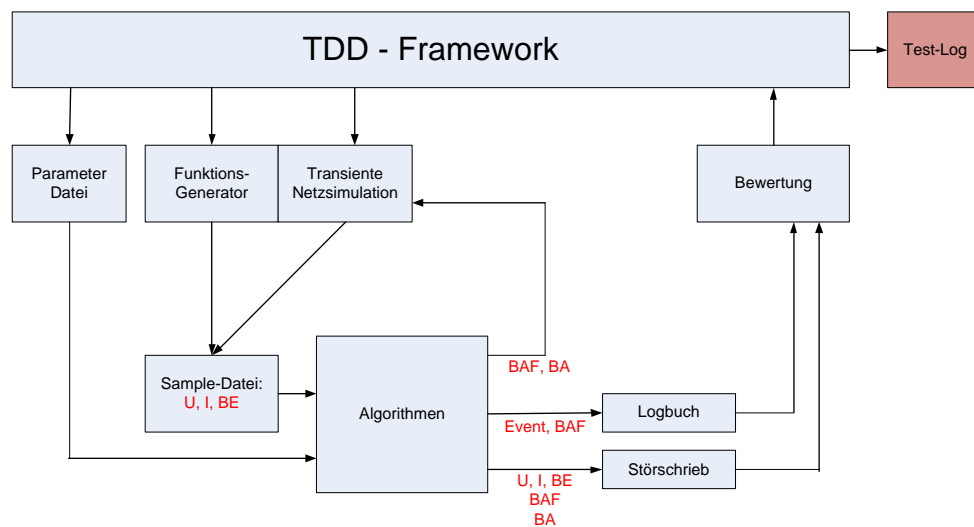 TDD - Framework
Test-Log
Parameter
Datei
Funktions-
Generator
Transiente
Netzsimulation
Bewertung
Sample-Datei:
U, I, BE
Algorithmen
BAF, BA
Event, BAF
Logbuch
U, I, BE
BAF
BA
Störschrieb